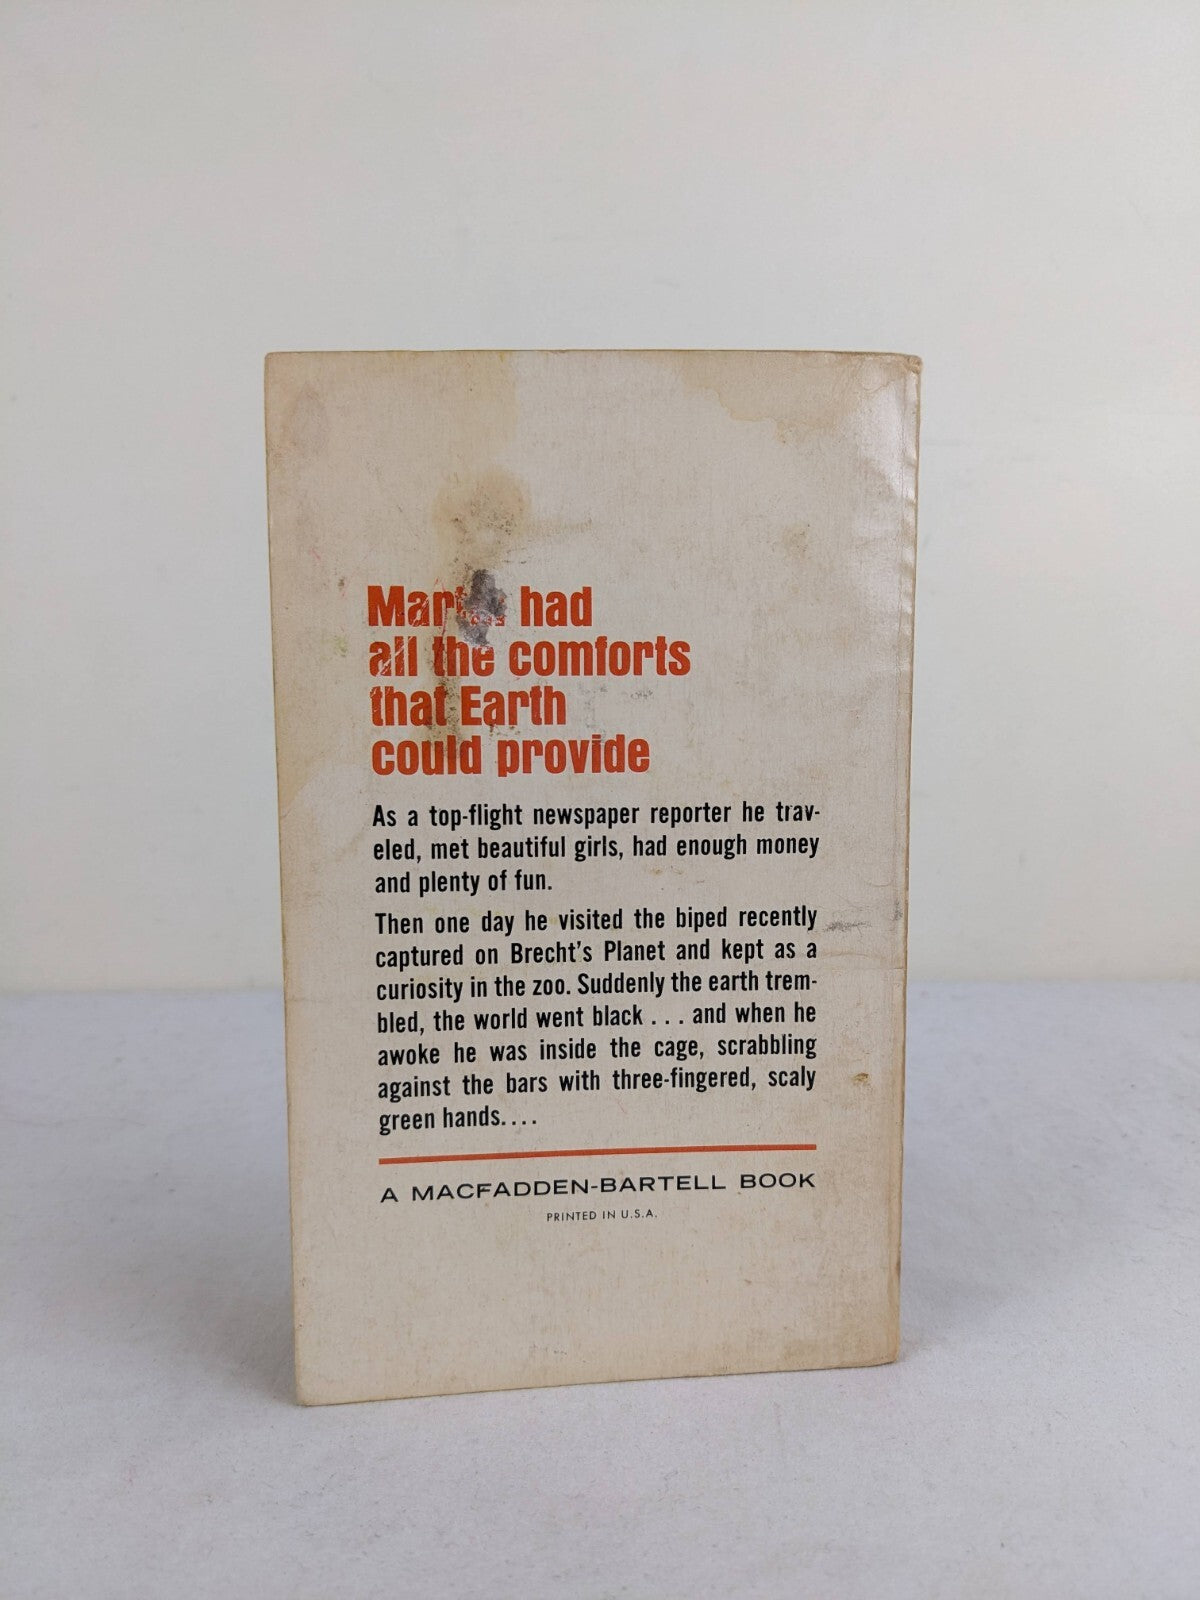 had
all the comforts
that Earth
could provide
As a top-flight newspaper reporter he trav-
eled, met beautiful girls, had enough money
and plenty of fun.
Then one day he visited the biped recently
captured on Brecht's Planet and kept as a
curiosity in the zoo. Suddenly the earth trem-
bled, the world went black . . . and when he
awoke he was inside the cage, scrabbling
against the bars with three-fingered, scaly
green hands. . . .
A MACFADDEN-BARTELL BOOK
PRINTED IN U.S.A.